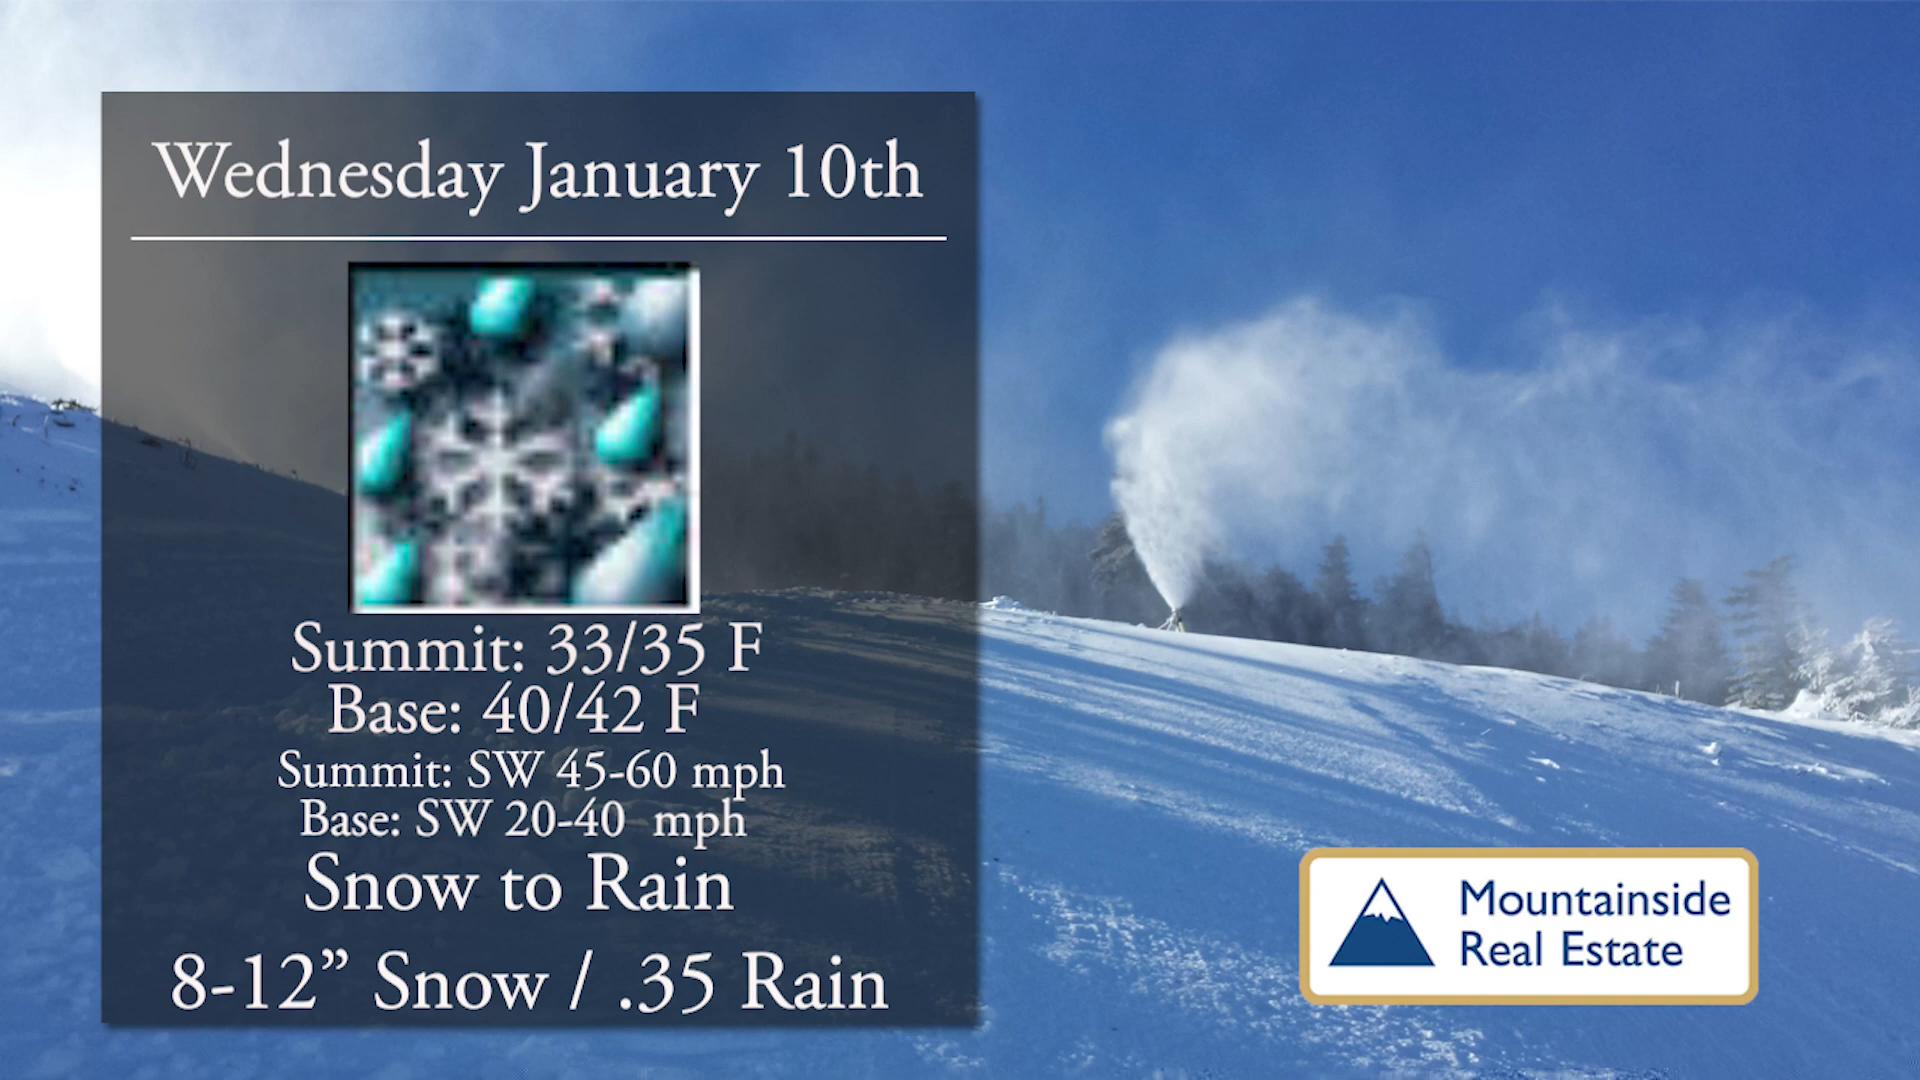 Wednesday January 10th
Summit: 33/35 F
Base: 40/42 F
Summit: SW 45-60 mph
Base: SW 20-40  mph
Snow to Rain
8-12” Snow / .35 Rain
Mountainside
Real Estate